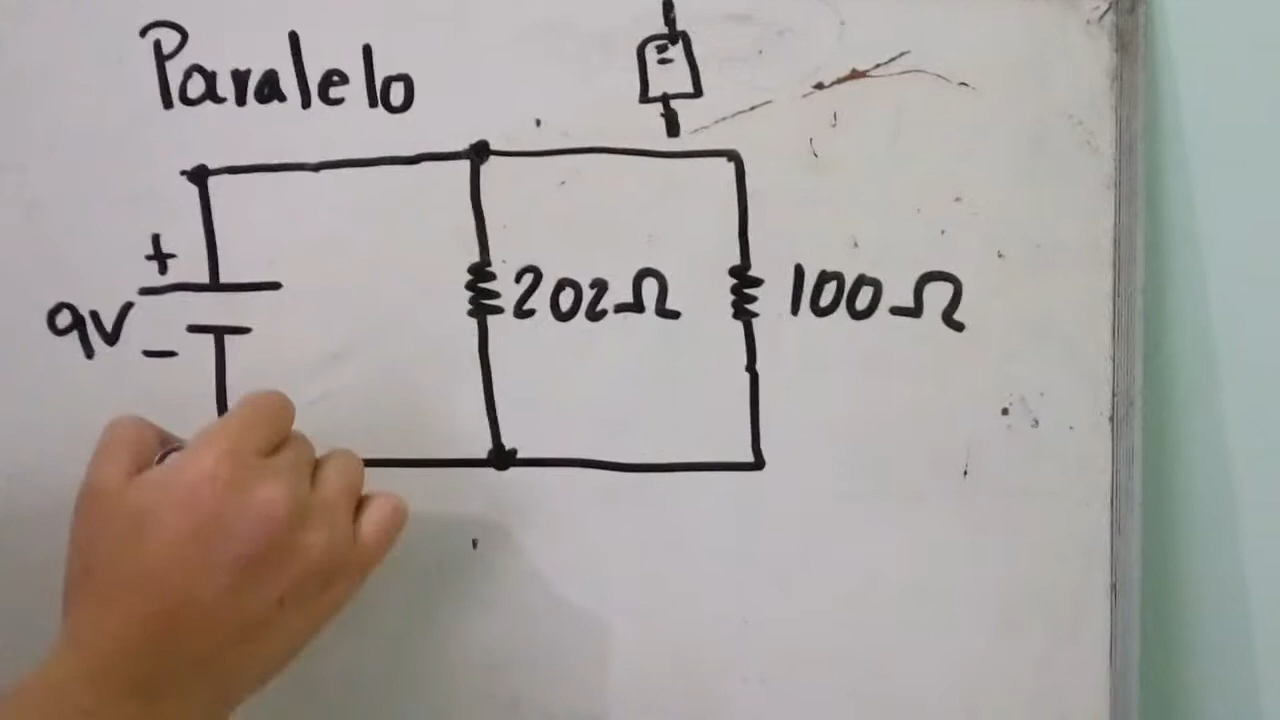 Paralelo
+
9V
-
202Ω
100Ω